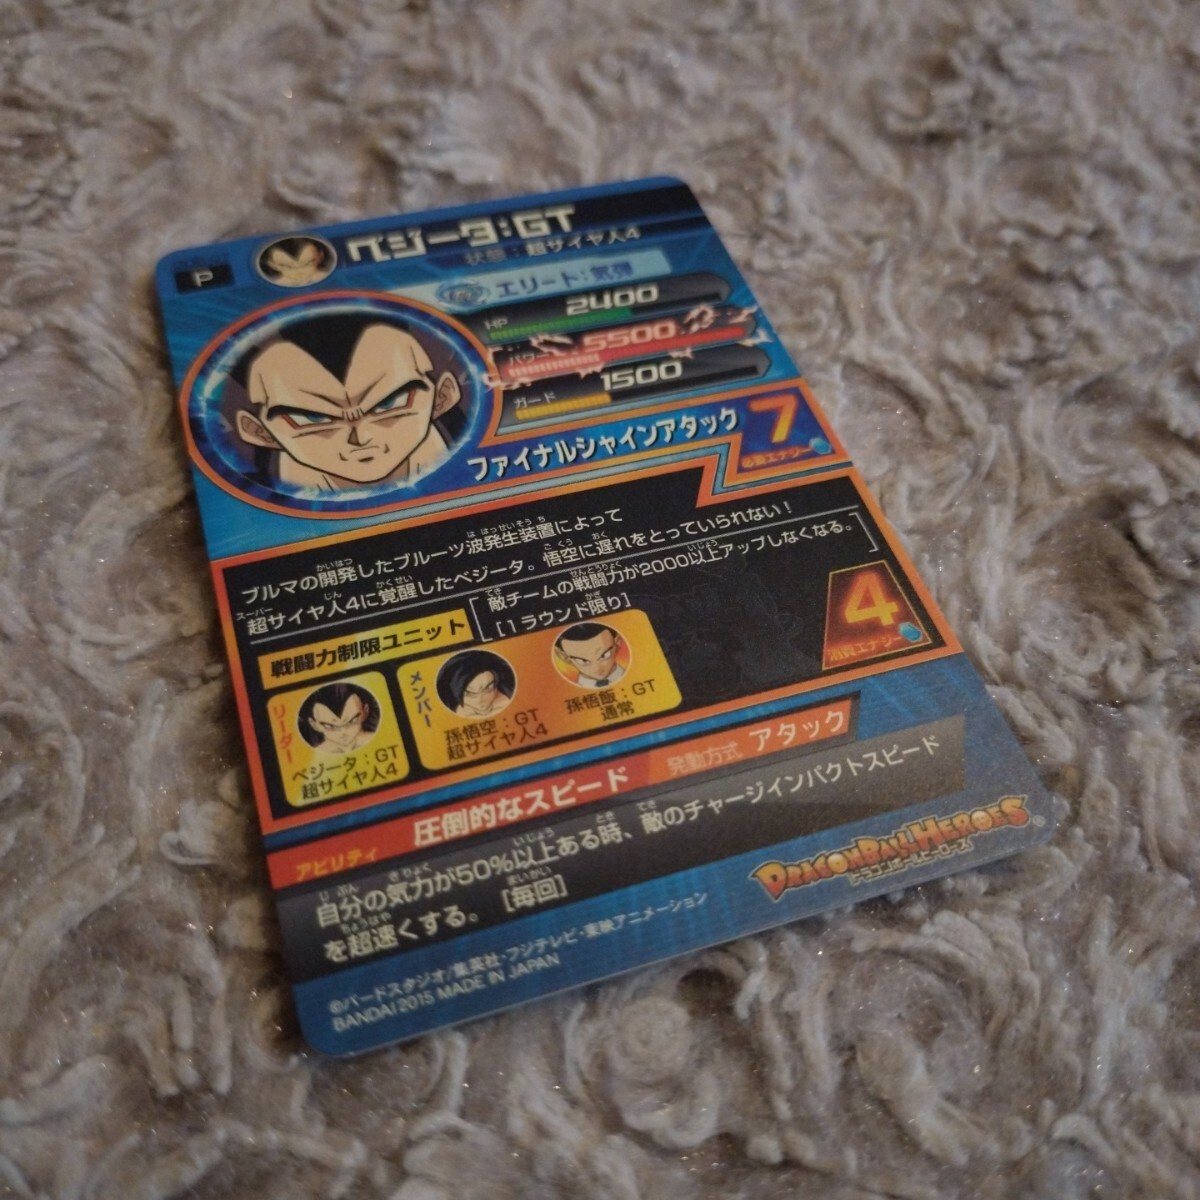 P
ベジータ:GT
状態:超サイヤ人4
エリート:気弾
HP 2400
パワー 5500
ガード 1500
ファイナルシャインアタック
7
必要エナジー
ブルマの開発したブルーツ波発生装置によって
超サイヤ人4に覚醒したベジータ。悟空に遅れをとっていられない!
戦闘力制限ユニット
敵チームの戦闘力が2000以上アップしなくなる。
[1ラウンド限り]
4
消費エナジー
リーダー
ベジータ:GT
超サイヤ人4
メンバー
孫悟空:GT
超サイヤ人4
孫悟飯:GT
通常
アビリティ 圧倒的なスピード 発動方式 アタック
自分の気力が50%以上ある時、敵のチャージインパクトスピード
を超速くする。 [毎回]
DRAGONBALL HEROES
ドラゴンボールヒーローズ
©バードスタジオ/集英社・フジテレビ・東映アニメーション
BANDAI 2015 MADE IN JAPAN